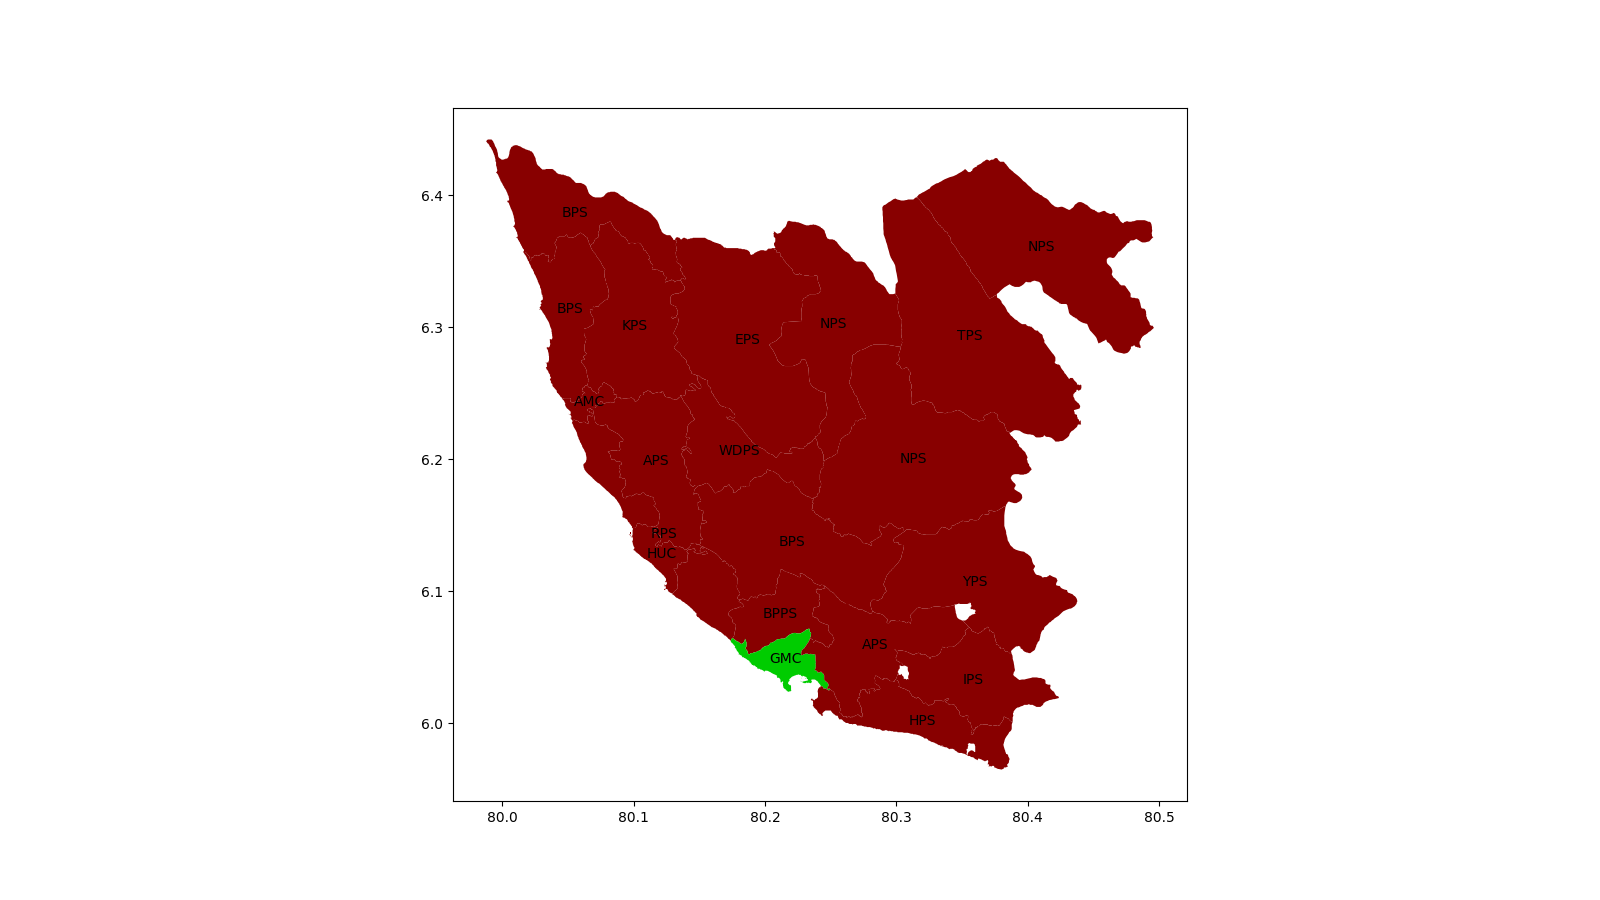 6.4
6.3
6.2
6.1
6.0
BPS
NPS
BPS
KPS
NPS
EPS
TPS
AMC
WDPS
NPS
APS
RPS
BPS
HUC
YPS
BPPS
APS
GMC
IPS
HPS
80.0 80.1 80.2 80.3 80.4 80.5